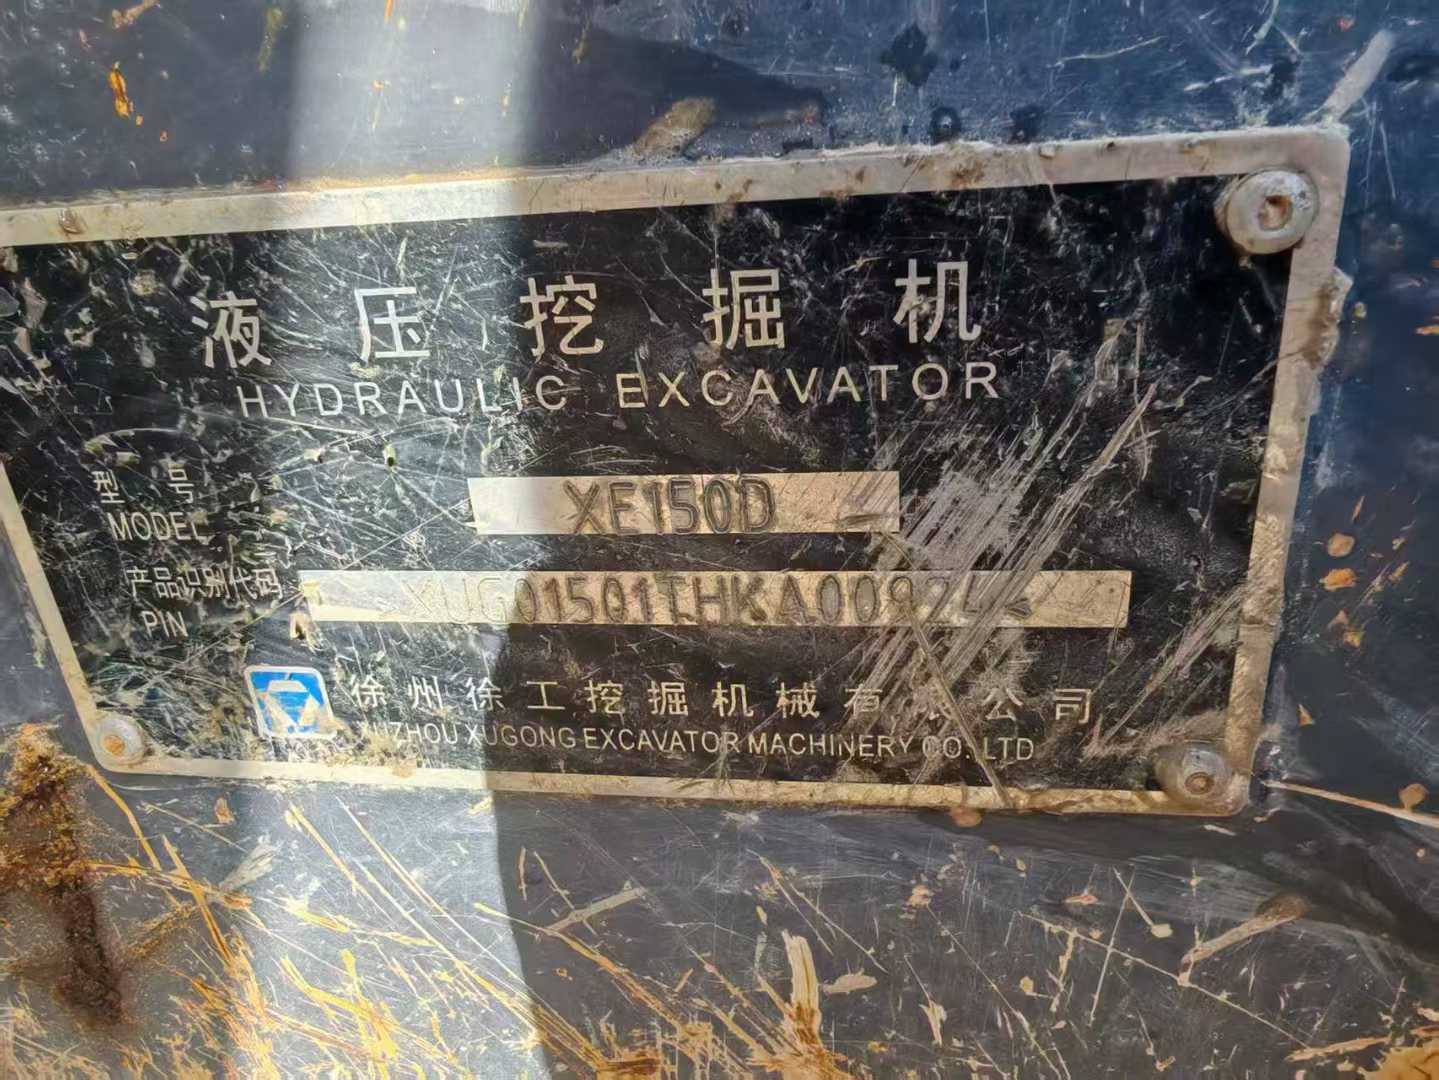 液压挖掘机
HYDRAULIC EXCAVATOR
型号
MODEL
XE150D
产品识别代码
PIN
徐州徐工挖掘机械有限公司
XUZHOU XUGONG EXCAVATOR MACHINERY CO. LTD